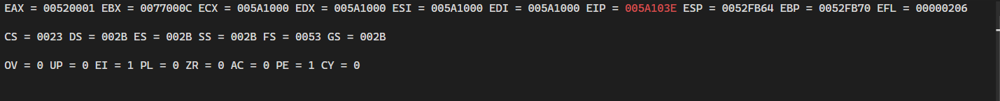 EAX = 00520001 EBX = 0077000C ECX = 005A1000 EDX = 005A1000 ESI = 005A1000 EDI = 005A1000 EIP = 005A103E ESP = 0052FB64 EBP = 0052FB70 EFL = 00000206
CS = 0023 DS = 002B ES = 002B SS = 002B FS = 0053 GS = 002B
OV = 0 UP = 0 EI = 1 PL = 0 ZR = 0 AC = 0 PE = 1 CY = 0